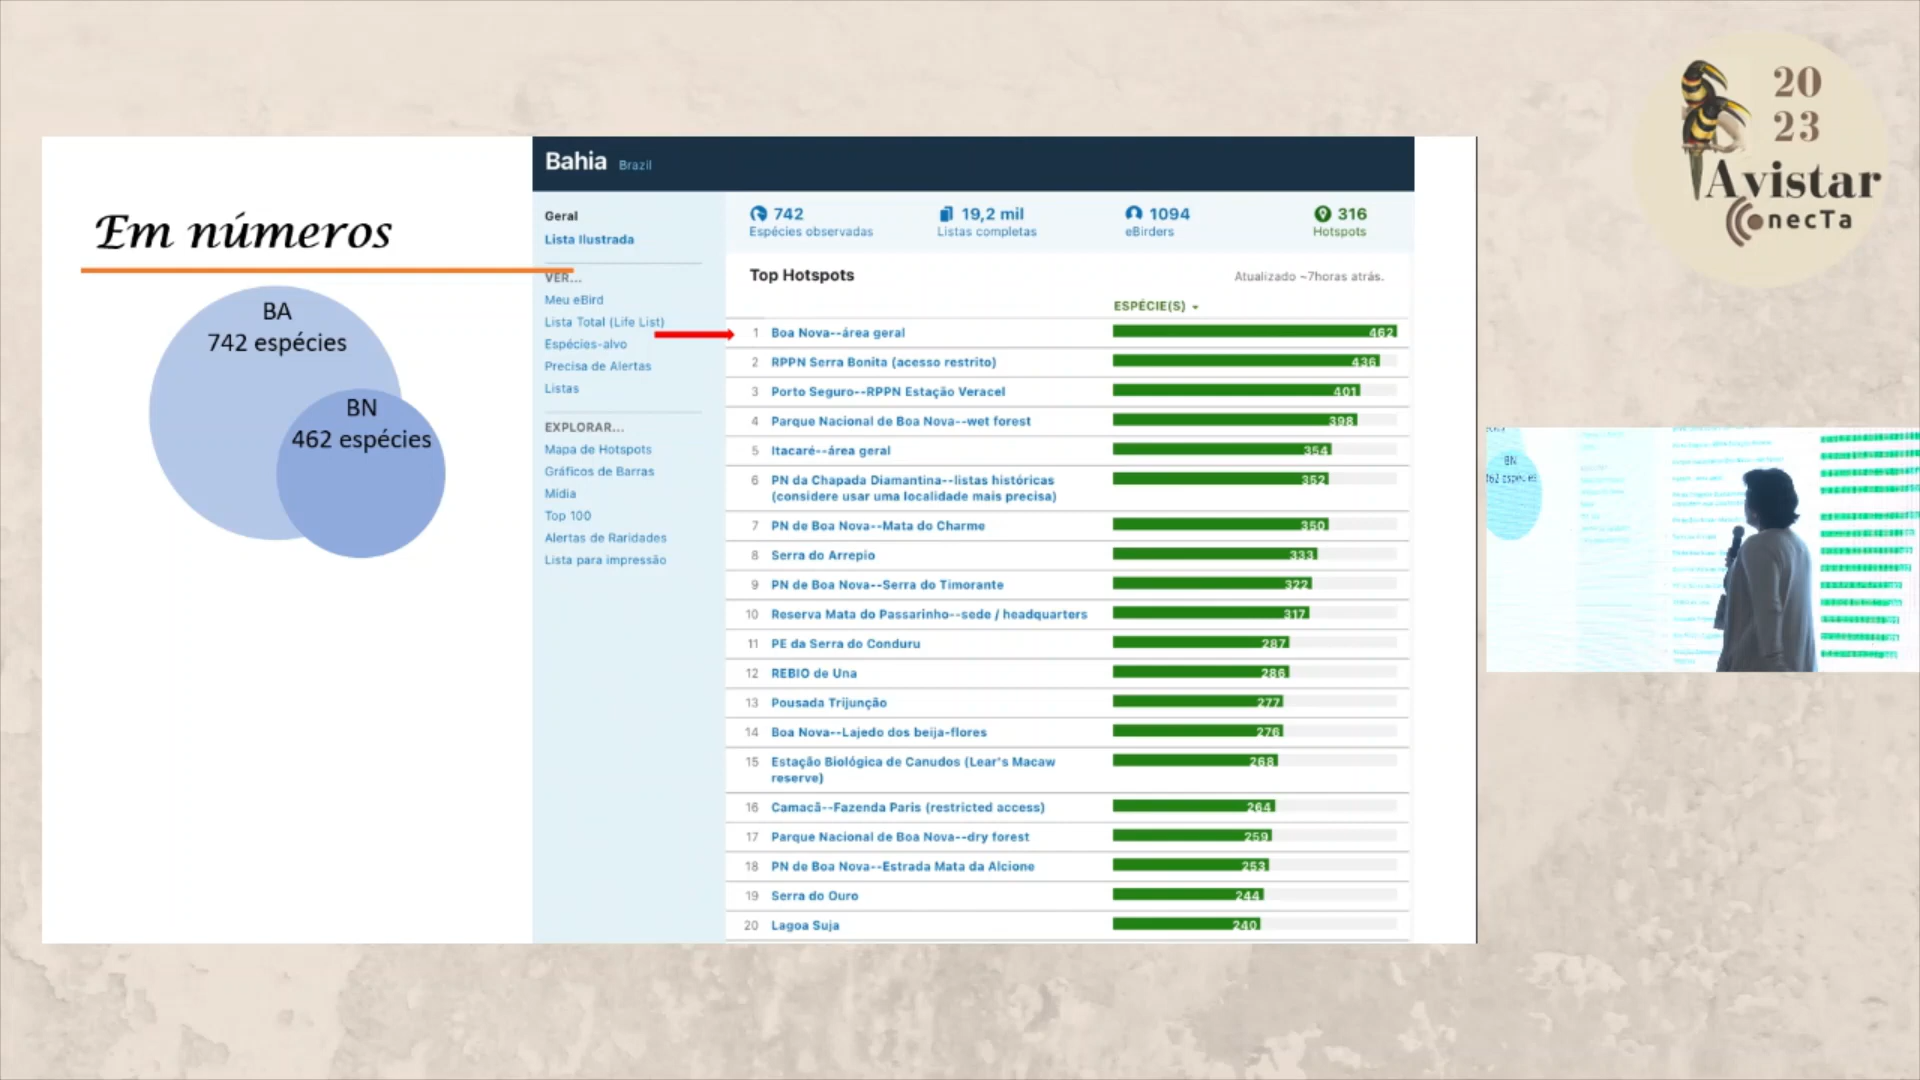 20
23
Avistar
ConecTa
Em números
BA
742 espécies
BN
462 espécies
Bahia Brazil
Geral
Lista Ilustrada
VER...
Meu eBird
Lista Total (Life List)
Espécies-alvo
Precisa de Alertas
Listas
EXPLORAR...
Mapa de Hotspots
Gráficos de Barras
Mídia
Top 100
Alertas de Raridades
Lista para impressão
742 19,2 mil 1094 316
Espécies observadas Listas completas eBirders Hotspots
Top Hotspots Atualizado ~7horas atrás.
ESPÉCIE(S)
1 Boa Nova--área geral 462
2 RPPN Serra Bonita (acesso restrito) 436
3 Porto Seguro--RPPN Estação Veracel 401
4 Parque Nacional de Boa Nova--wet forest 398
5 Itacaré--área geral 354
6 PN da Chapada Diamantina--listas históricas 352
(considere usar uma localidade mais precisa)
7 PN de Boa Nova--Mata do Charme 350
8 Serra do Arrepio 333
9 PN de Boa Nova--Serra do Timorante 322
10 Reserva Mata do Passarinho--sede / headquarters 317
11 PE da Serra do Conduru 287
12 REBIO de Una 286
13 Pousada Trijunção 277
14 Boa Nova--Lajedo dos beija-flores 276
15 Estação Biológica de Canudos (Lear's Macaw 268
reserve)
16 Camacã--Fazenda Paris (restricted access) 264
17 Parque Nacional de Boa Nova--dry forest 259
18 PN de Boa Nova--Estrada Mata da Alcione 253
19 Serra do Ouro 244
20 Lagoa Suja 240
BN
462 espécies